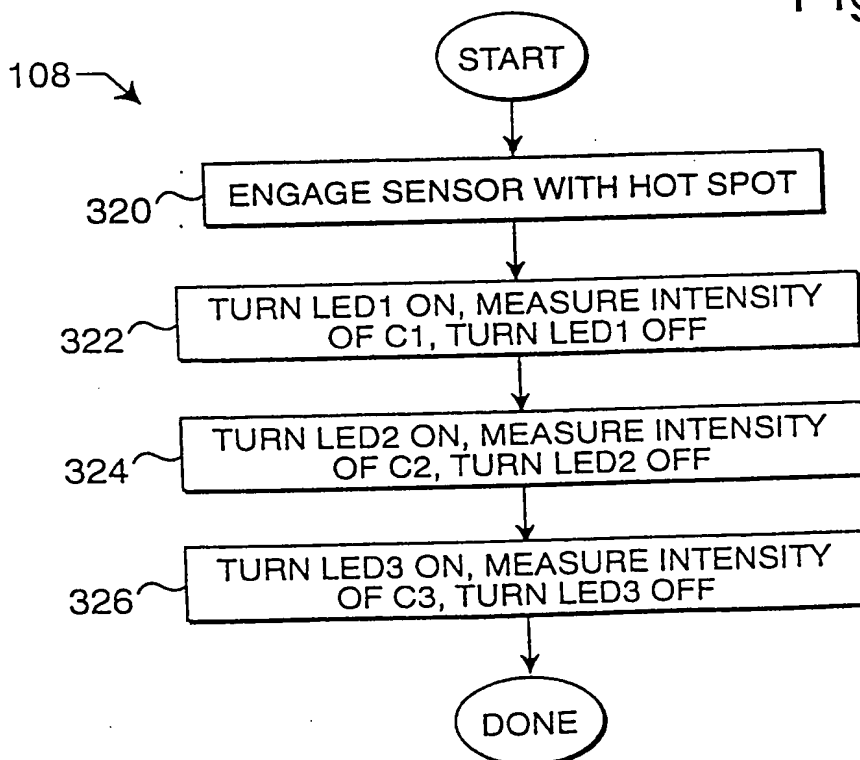 START
108
ENGAGE SENSOR WITH HOT SPOT
320
TURN LED1 ON, MEASURE INTENSITY
OF C1, TURN LED1 OFF
322
TURN LED2 ON, MEASURE INTENSITY
OF C2, TURN LED2 OFF
324
TURN LED3 ON, MEASURE INTENSITY
OF C3, TURN LED3 OFF
326
DONE